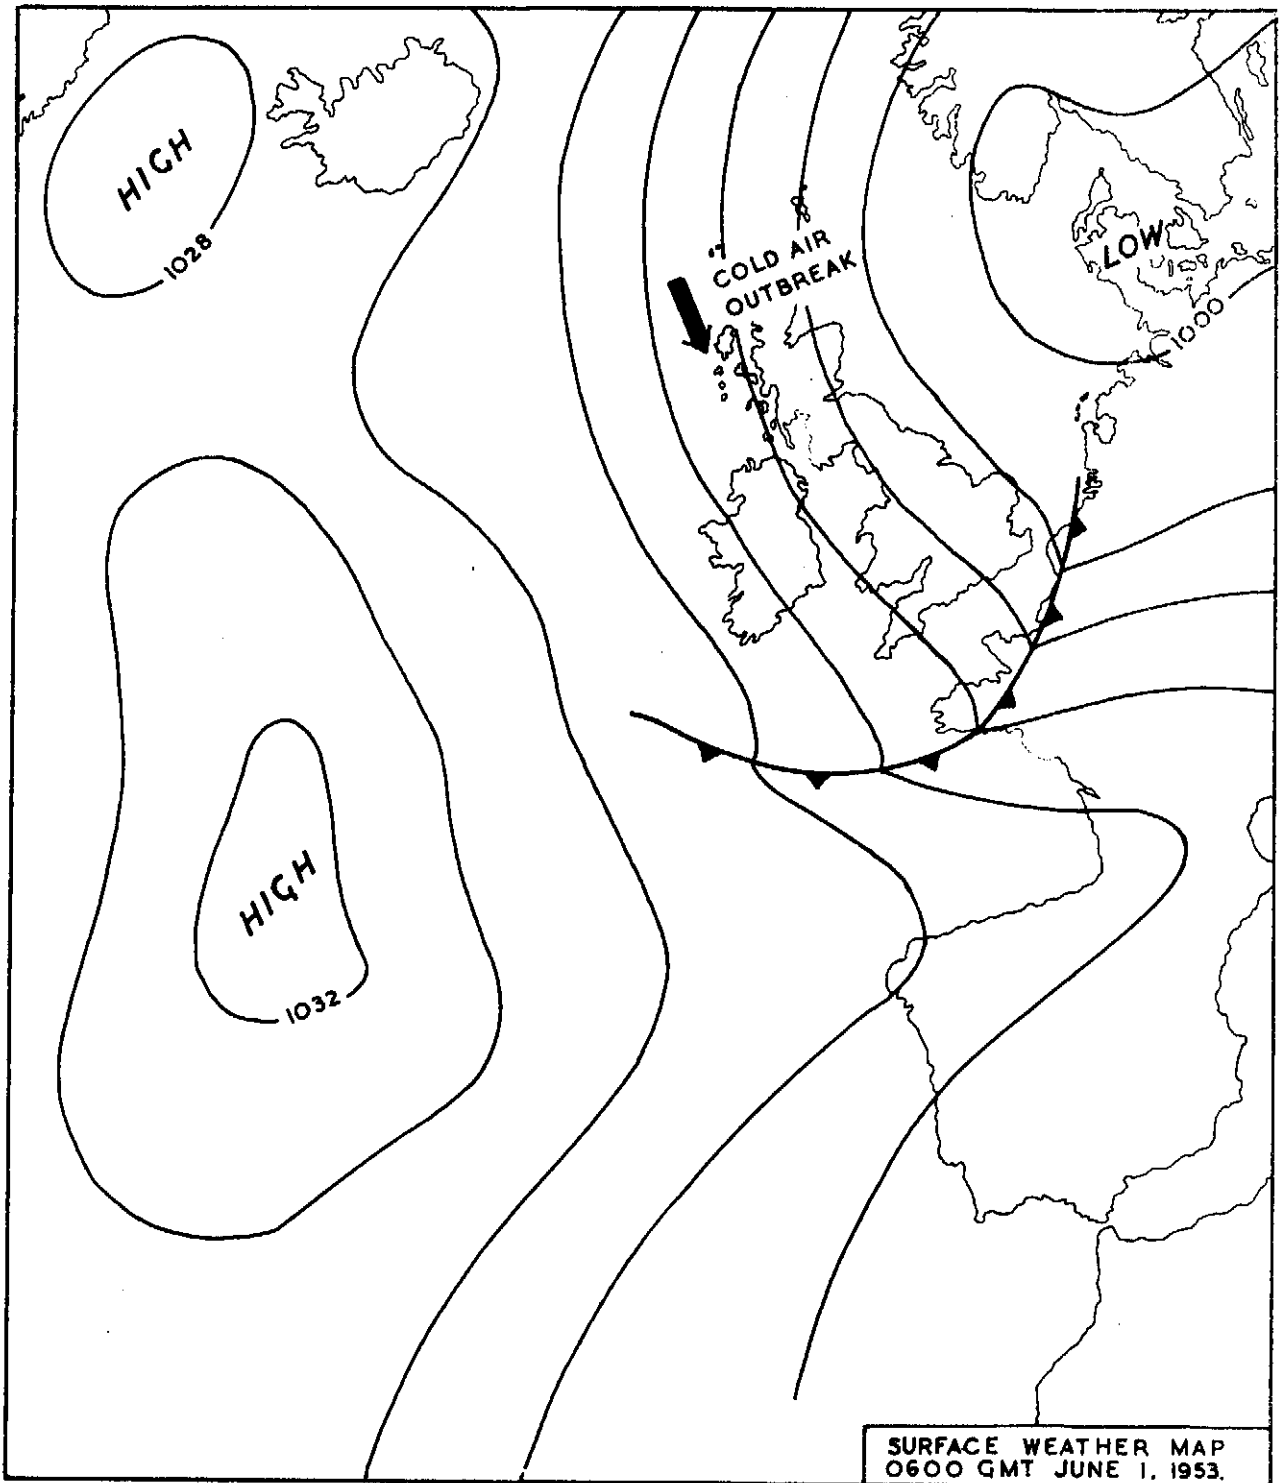 HIGH
1028
COLD AIR
OUTBREAK
LOW
1000
HIGH
1032
SURFACE WEATHER MAP
0600 GMT JUNE 1, 1953.